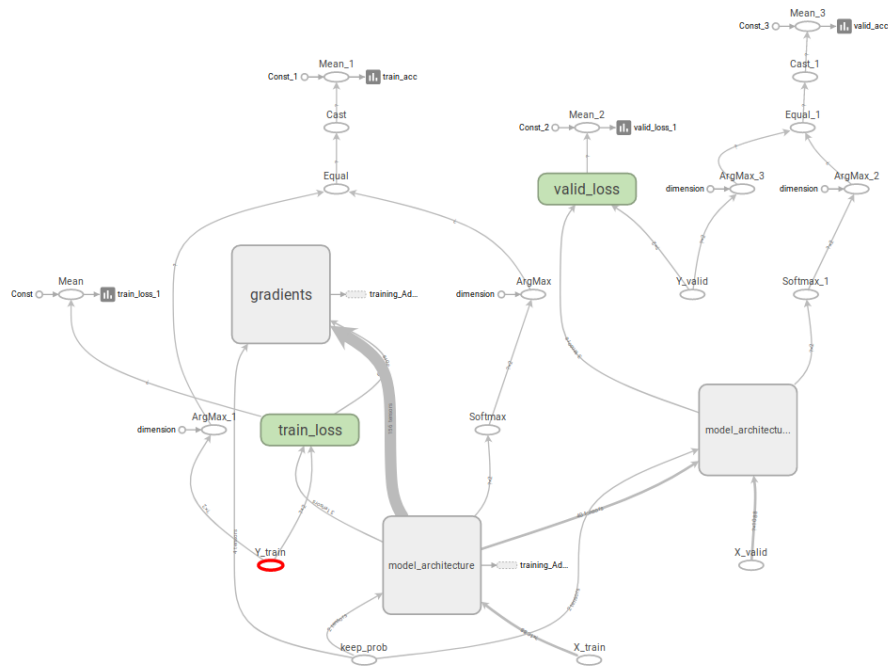 Mean_3
Const_3
valid_acc
Mean_1
Const_1
train_acc
Cast_1
Cast
Mean_2
Const_2
valid_loss_1
Equal_1
Equal
valid_loss
ArgMax_3
dimension
dimension
ArgMax_2
Mean
Const
train_loss_1
gradients
training_Ad...
ArgMax
dimension
Y_valid
Softmax_1
ArgMax_1
dimension
train_loss
Softmax
model_architectu...
Y_train
model_architecture
training_Ad...
X_valid
keep_prob
X_train